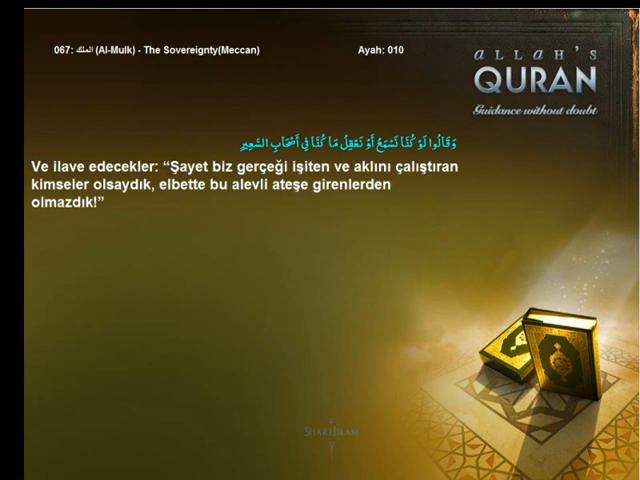 067: الملك (Al-Mulk) - The Sovereignty(Meccan) Ayah: 010
ALLAH'S
QURAN
Guidance without doubt
وَقَالُوا لَوْ كُنَّا نَسْمَعُ أَوْ نَعْقِلُ مَا كُنَّا فِي أَصْحَابِ السَّعِيرِ
Ve ilave edecekler: “Şayet biz gerçeği işiten ve aklını çalıştıran
kimseler olsaydık, elbette bu alevli ateşe girenlerden
olmazdık!”
SHAREISLAM